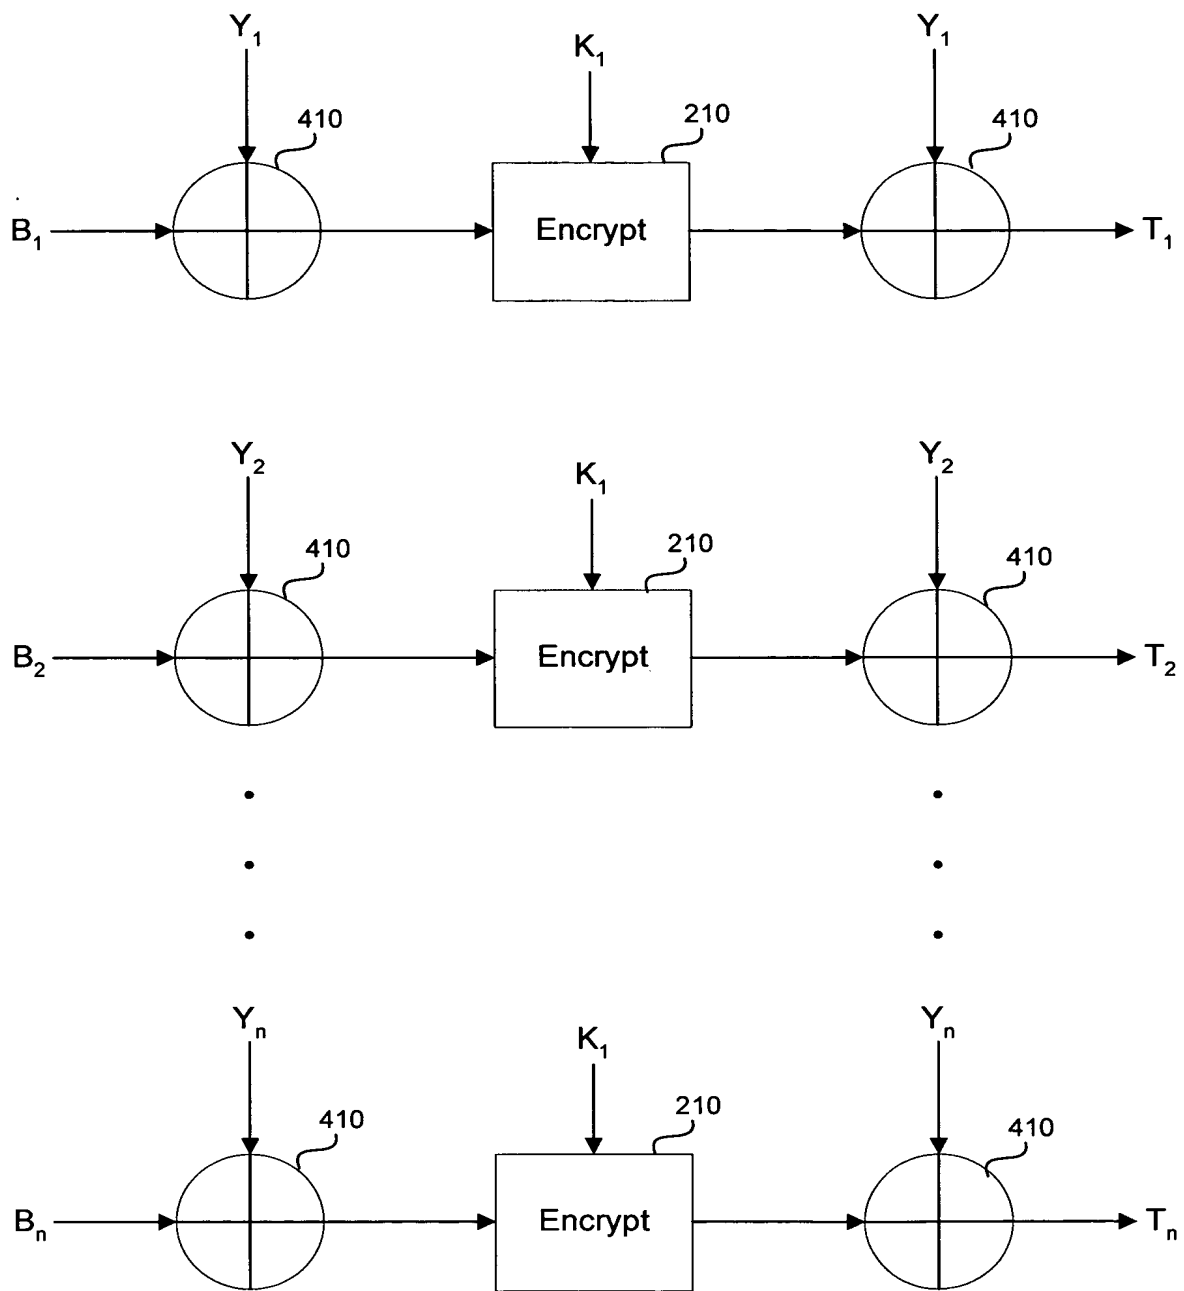 Y₁ K₁ Y₁
410 210 410
B₁ Encrypt T₁
Y₂ K₁ Y₂
410 210 410
B₂ Encrypt T₂
Yₙ K₁ Yₙ
410 210 410
Bₙ Encrypt Tₙ